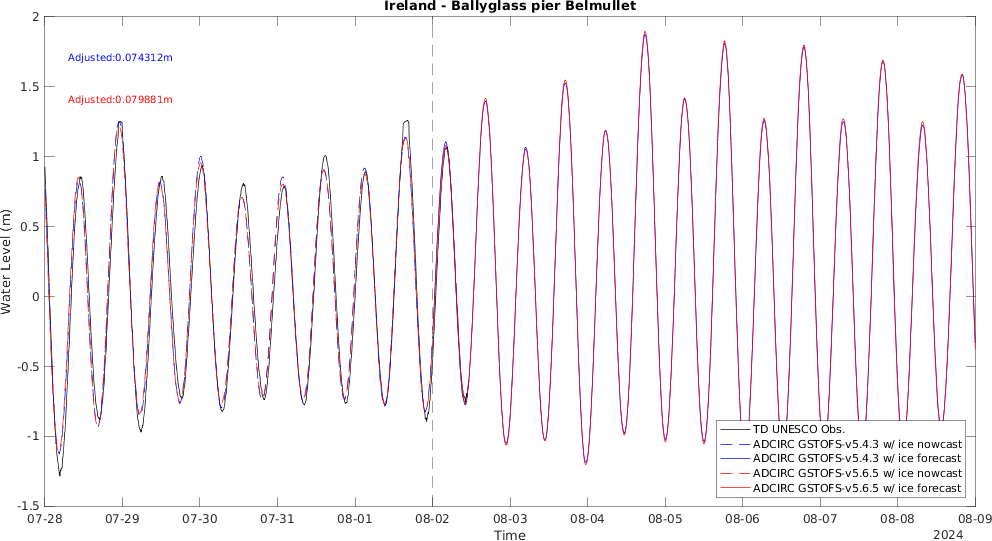 Ireland - Ballyglass pier Belmullet
2
1.5
1
0.5
0
-0.5
-1
-1.5
Water Level (m)
Adjusted:0.074312m
Adjusted:0.079881m
TD UNESCO Obs.
ADCIRC GSTOFS-v5.4.3 w/ ice nowcast
ADCIRC GSTOFS-v5.4.3 w/ ice forecast
ADCIRC GSTOFS-v5.6.5 w/ ice nowcast
ADCIRC GSTOFS-v5.6.5 w/ ice forecast
07-28 07-29 07-30 07-31 08-01 08-02 08-03 08-04 08-05 08-06 08-07 08-08 08-09
Time
2024